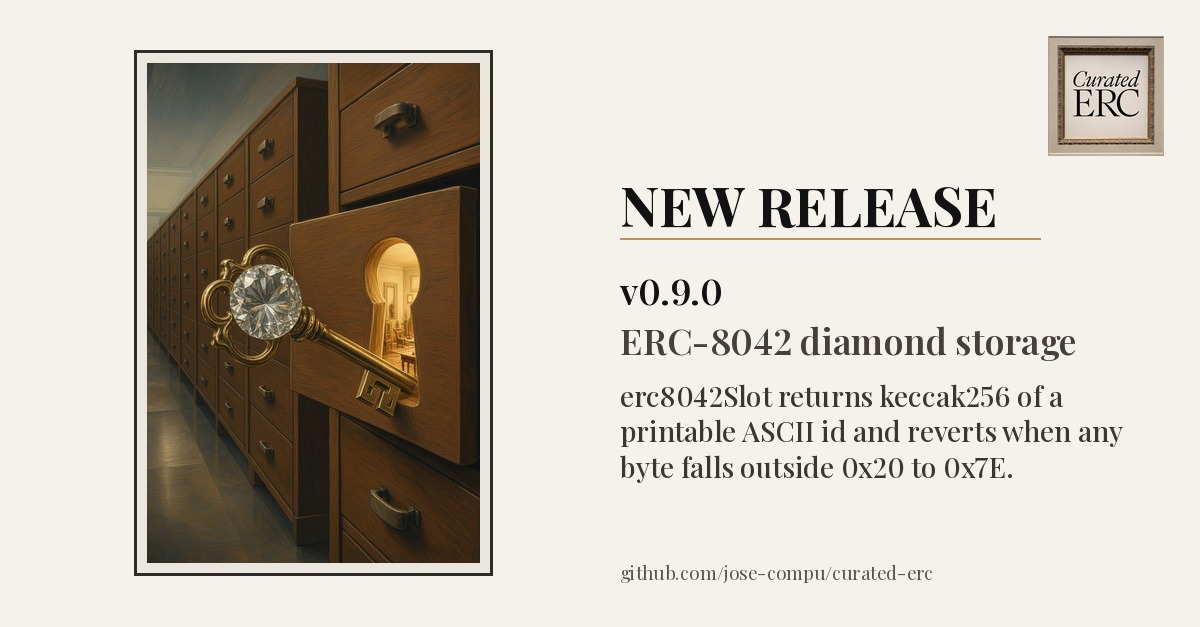 Curated
ERC
NEW RELEASE
v0.9.0
ERC-8042 diamond storage
erc8042Slot returns keccak256 of a
printable ASCII id and reverts when any
byte falls outside 0x20 to 0x7E.
github.com/jose-compu/curated-erc